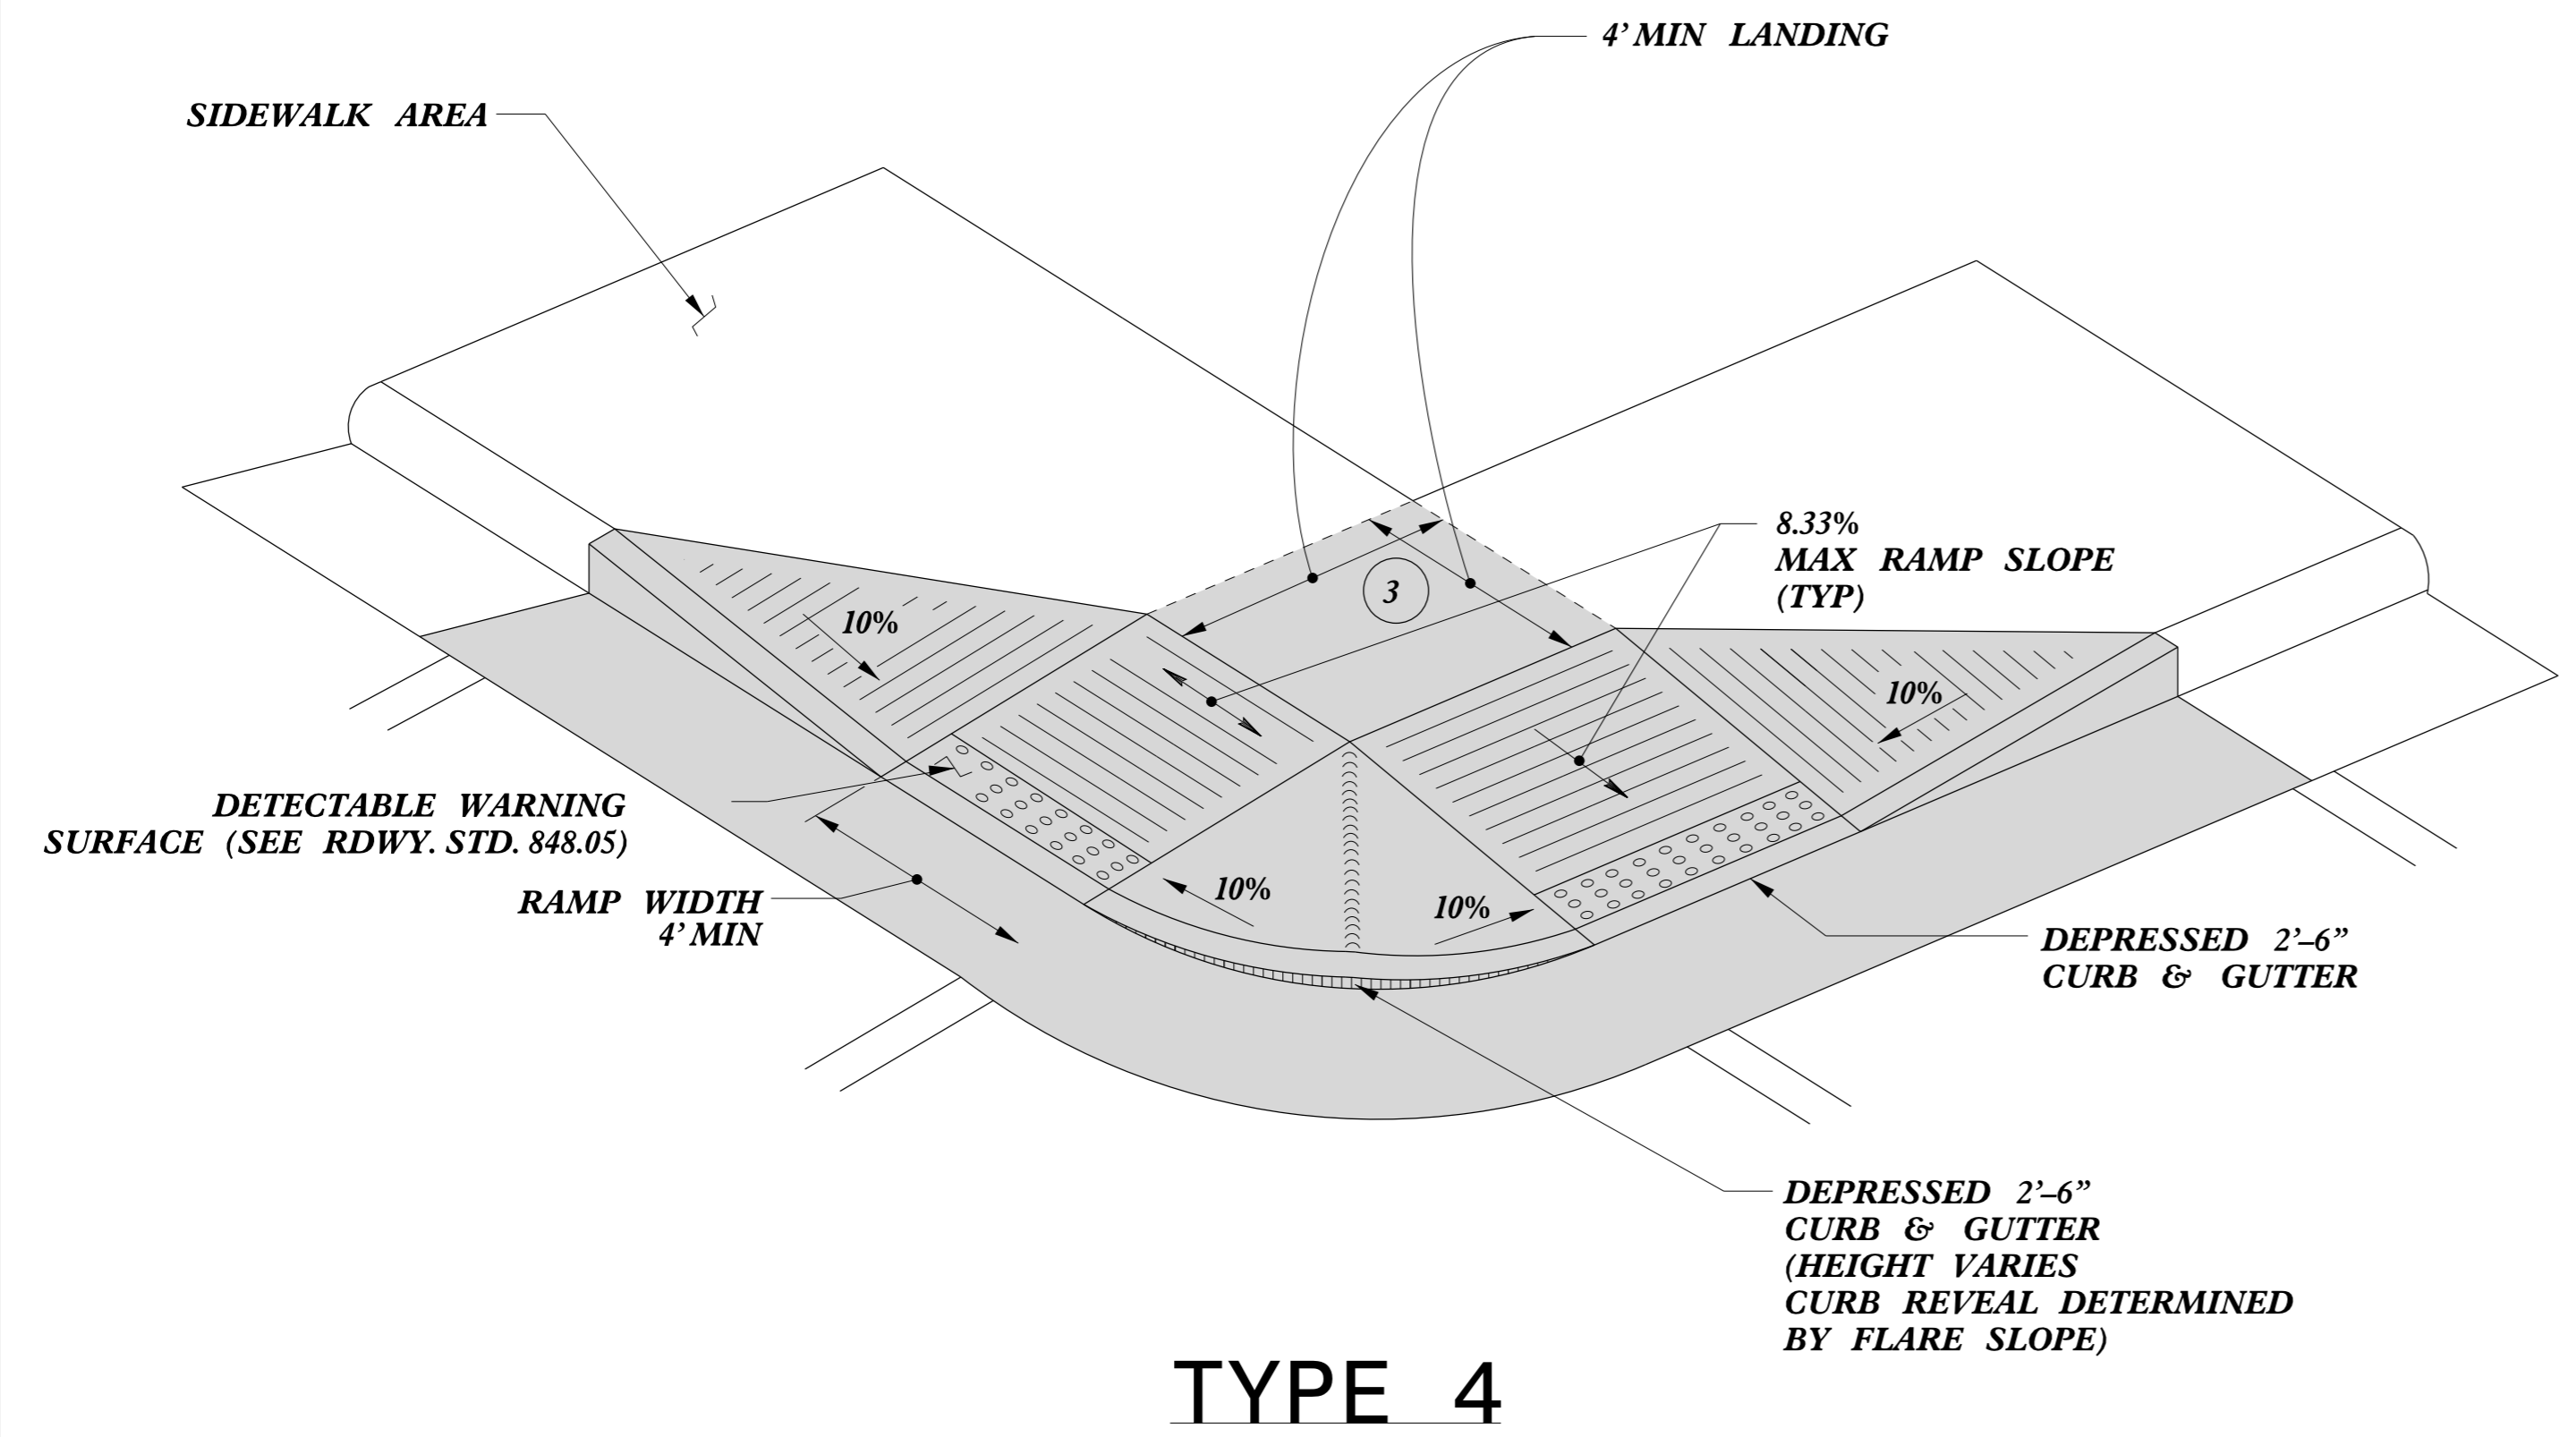 4’ MIN LANDING
SIDEWALK AREA
8.33%
MAX RAMP SLOPE
(TYP)
3
10%
10%
DETECTABLE WARNING
SURFACE (SEE RDWY. STD. 848.05)
RAMP WIDTH
4’ MIN
10%
10%
DEPRESSED 2’–6”
CURB & GUTTER
DEPRESSED 2’–6”
CURB & GUTTER
(HEIGHT VARIES
CURB REVEAL DETERMINED
BY FLARE SLOPE)
TYPE 4